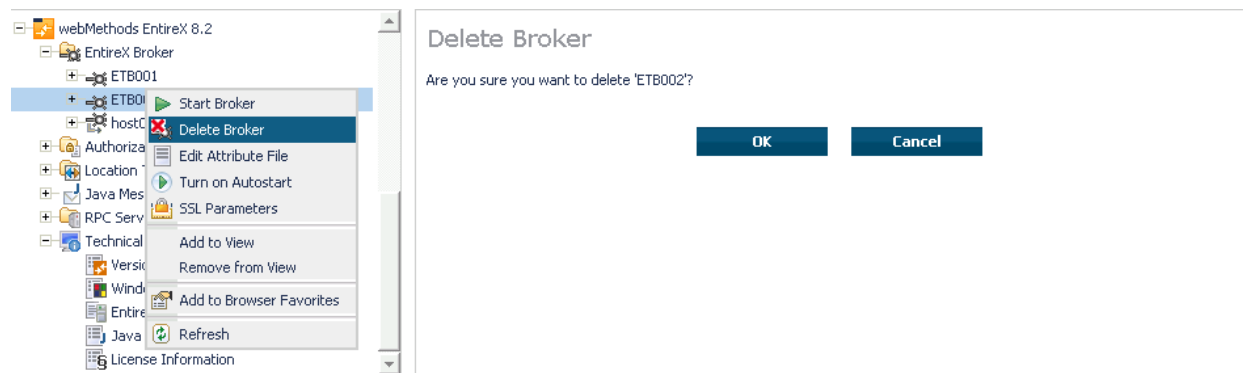 webMethods EntireX 8.2
EntireX Broker
ETB001
ETB0
hostC
Authoriza
Location
Java Mes
RPC Serv
Technical
Versic
Wind
Entire
Java
License Information
Start Broker
Delete Broker
Edit Attribute File
Turn on Autostart
SSL Parameters
Add to View
Remove from View
Add to Browser Favorites
Refresh
Delete Broker
Are you sure you want to delete 'ETB002'?
OK Cancel